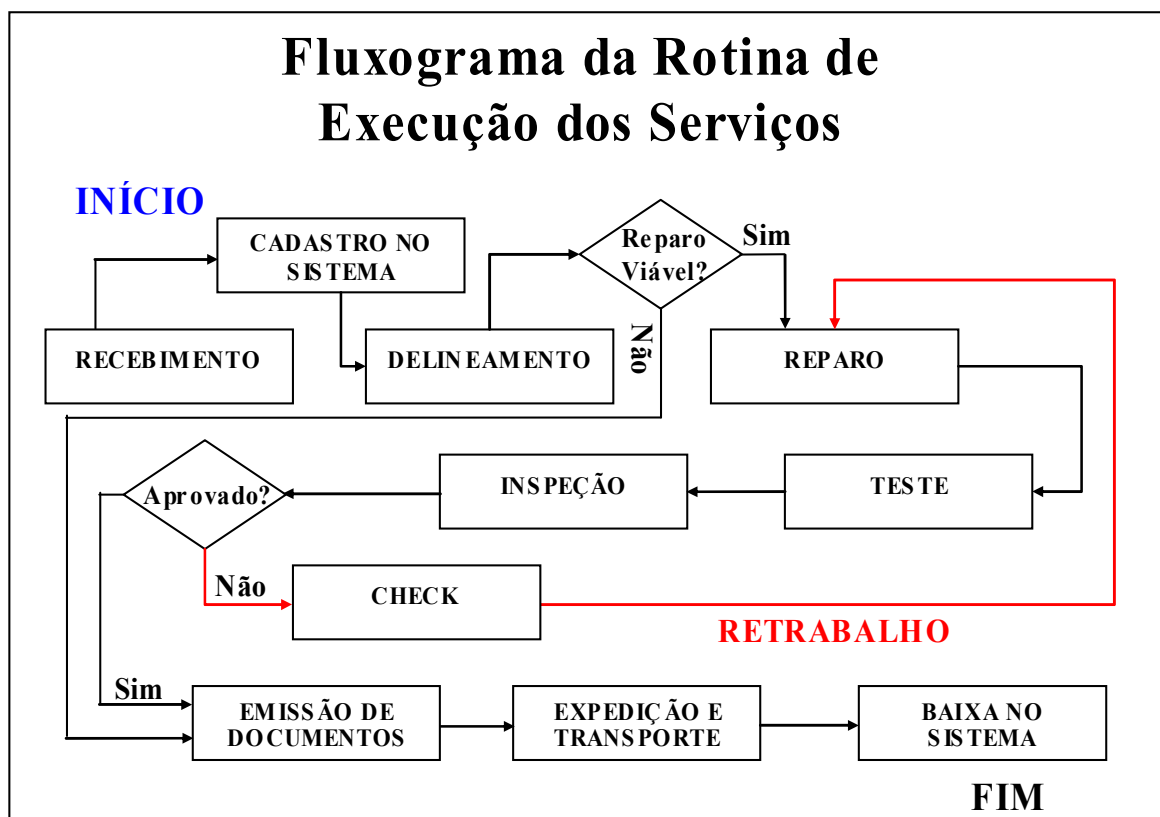 Fluxograma da Rotina de
Execução dos Serviços
INÍCIO
CADASTRO NO
SISTEMA
Reparo
Viável?
Sim
Não
RECEBIMENTO
DELINEAMENTO
REPARO
Aprovado?
INSPEÇÃO
TESTE
Não
CHECK
RETRABALHO
Sim
EMISSÃO DE
DOCUMENTOS
EXPEDIÇÃO E
TRANSPORTE
BAIXA NO
SISTEMA
FIM